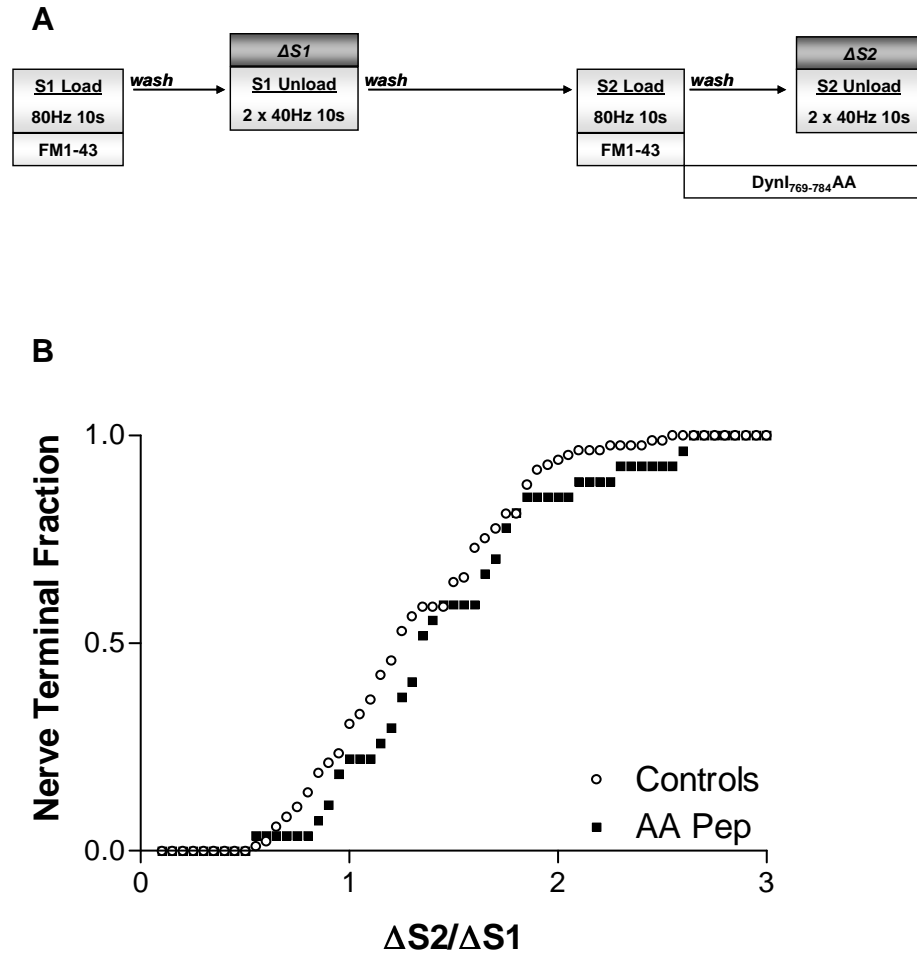 A
ΔS1
ΔS2
S1 Load
wash
S1 Unload
wash
S2 Load
wash
S2 Unload
80Hz 10s
2 x 40Hz 10s
80Hz 10s
2 x 40Hz 10s
FM1-43
FM1-43
DynI769-784AA
B
1.0
0.5
0.0
Nerve Terminal Fraction
Controls
AA Pep
0
1
2
3
ΔS2/ΔS1